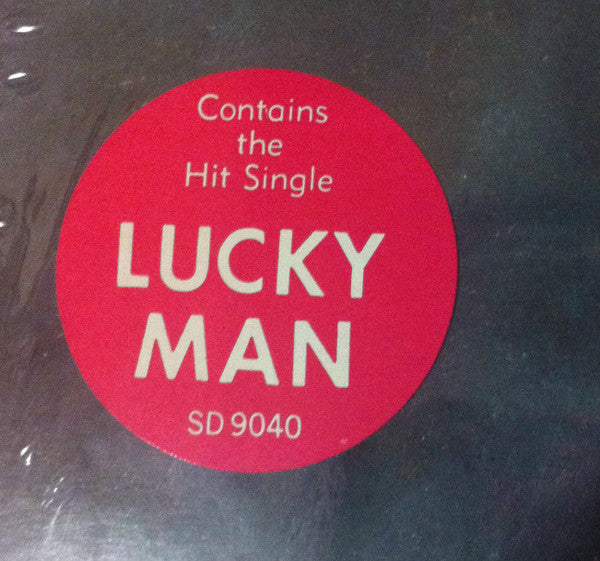 Contains
the
Hit Single
LUCKY
MAN
SD 9040